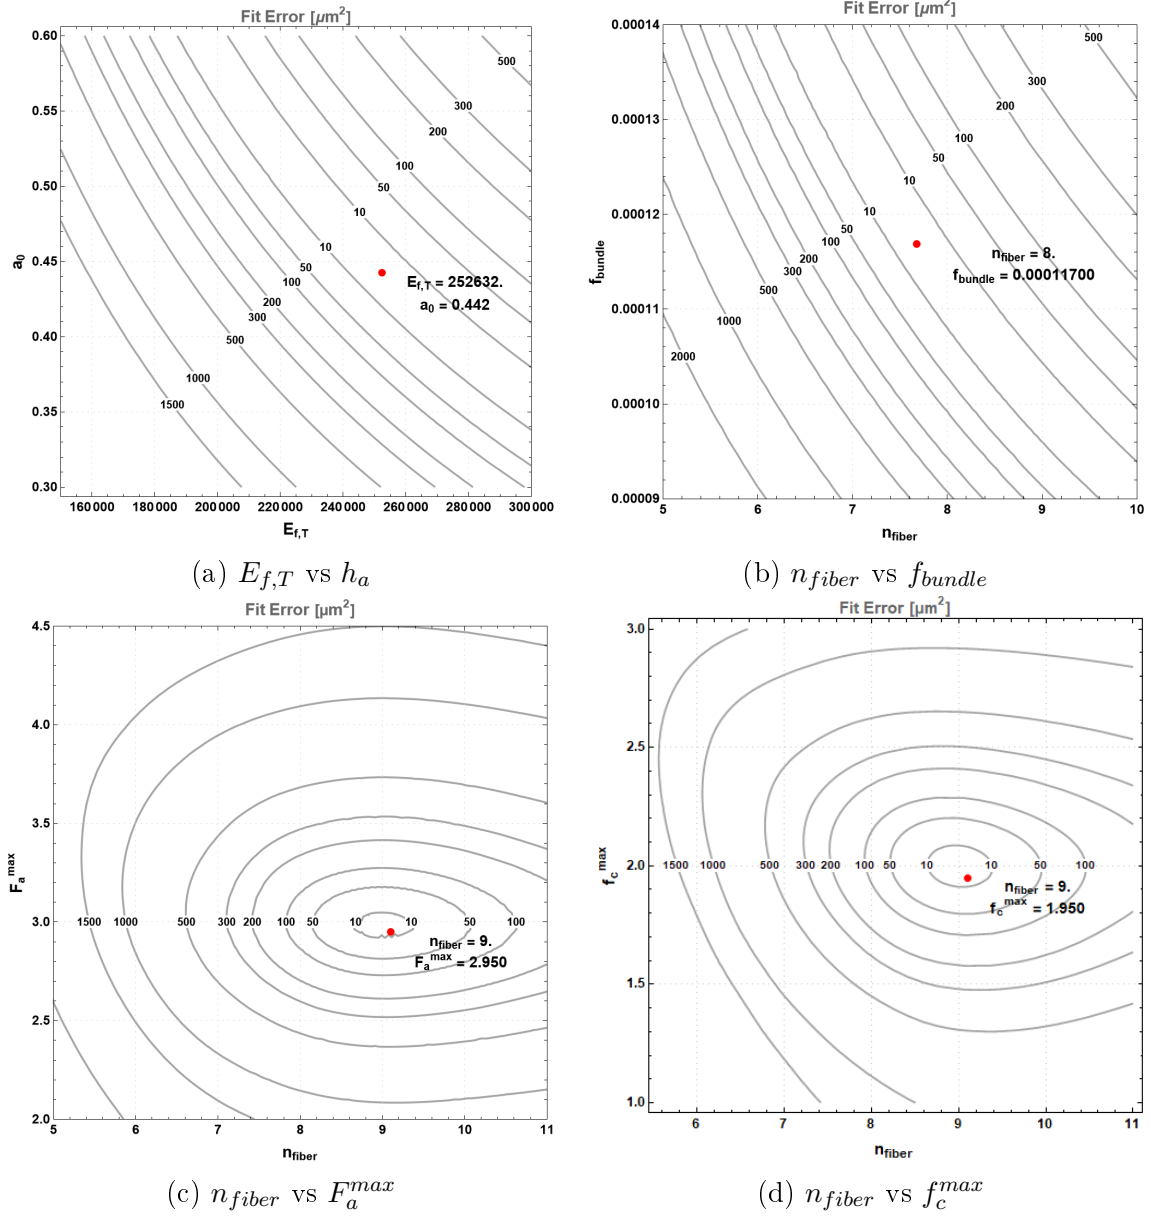 Fit Error [µm²]
0.60
0.55
0.50
0.45
0.40
0.35
0.30
a₀
500
300
200
100
50
10
10
50
100
200
300
500
1000
1500
E_f,T = 252632.
a₀ = 0.442
160000 180000 200000 220000 240000 260000 280000 300000
E_f,T
(a) E_f,T vs h_a
Fit Error [µm²]
0.00014
0.00013
0.00012
0.00011
0.00010
0.00009
f_bundle
500
300
200
100
50
10
10
50
100
200
300
500
1000
2000
n_fiber = 8.
f_bundle = 0.00011700
5 6 7 8 9 10
n_fiber
(b) n_fiber vs f_bundle
Fit Error [µm²]
4.5
4.0
3.5
3.0
2.5
2.0
F_a^max
1500 1000 500 300 200 100 50 10 10 50 100
n_fiber = 9.
F_a^max = 2.950
5 6 7 8 9 10 11
n_fiber
(c) n_fiber vs F_a^max
Fit Error [µm²]
3.0
2.5
2.0
1.5
1.0
f_c^max
1500 1000 500 300 200 100 50 10 10 50 100
n_fiber = 9.
f_c^max = 1.950
6 7 8 9 10 11
n_fiber
(d) n_fiber vs f_c^max